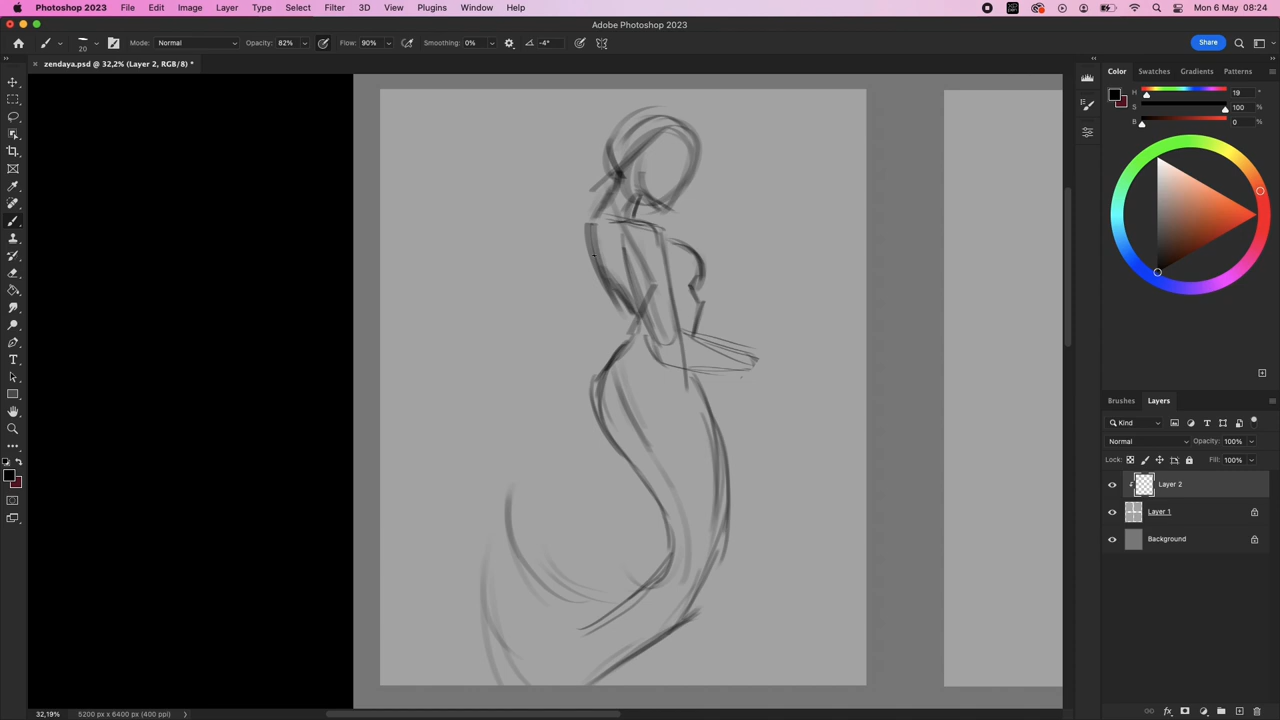 Photoshop 2023 File Edit Image Layer Type Select Filter 3D View Plugins Window Help Mon 6 May 08:24
Adobe Photoshop 2023
20 Mode: Normal Opacity: 82% Flow: 90% Smoothing: 0% -4° Share
zendaya.psd @ 32,2% (Layer 2, RGB/8) *
Color Swatches Gradients Patterns
H 19 °
S 100 %
B 0 %
Brushes Layers
Kind
Normal Opacity: 100%
Lock: Fill: 100%
Layer 2
Layer 1
Background
32,19% 5200 px x 6400 px (400 ppi)